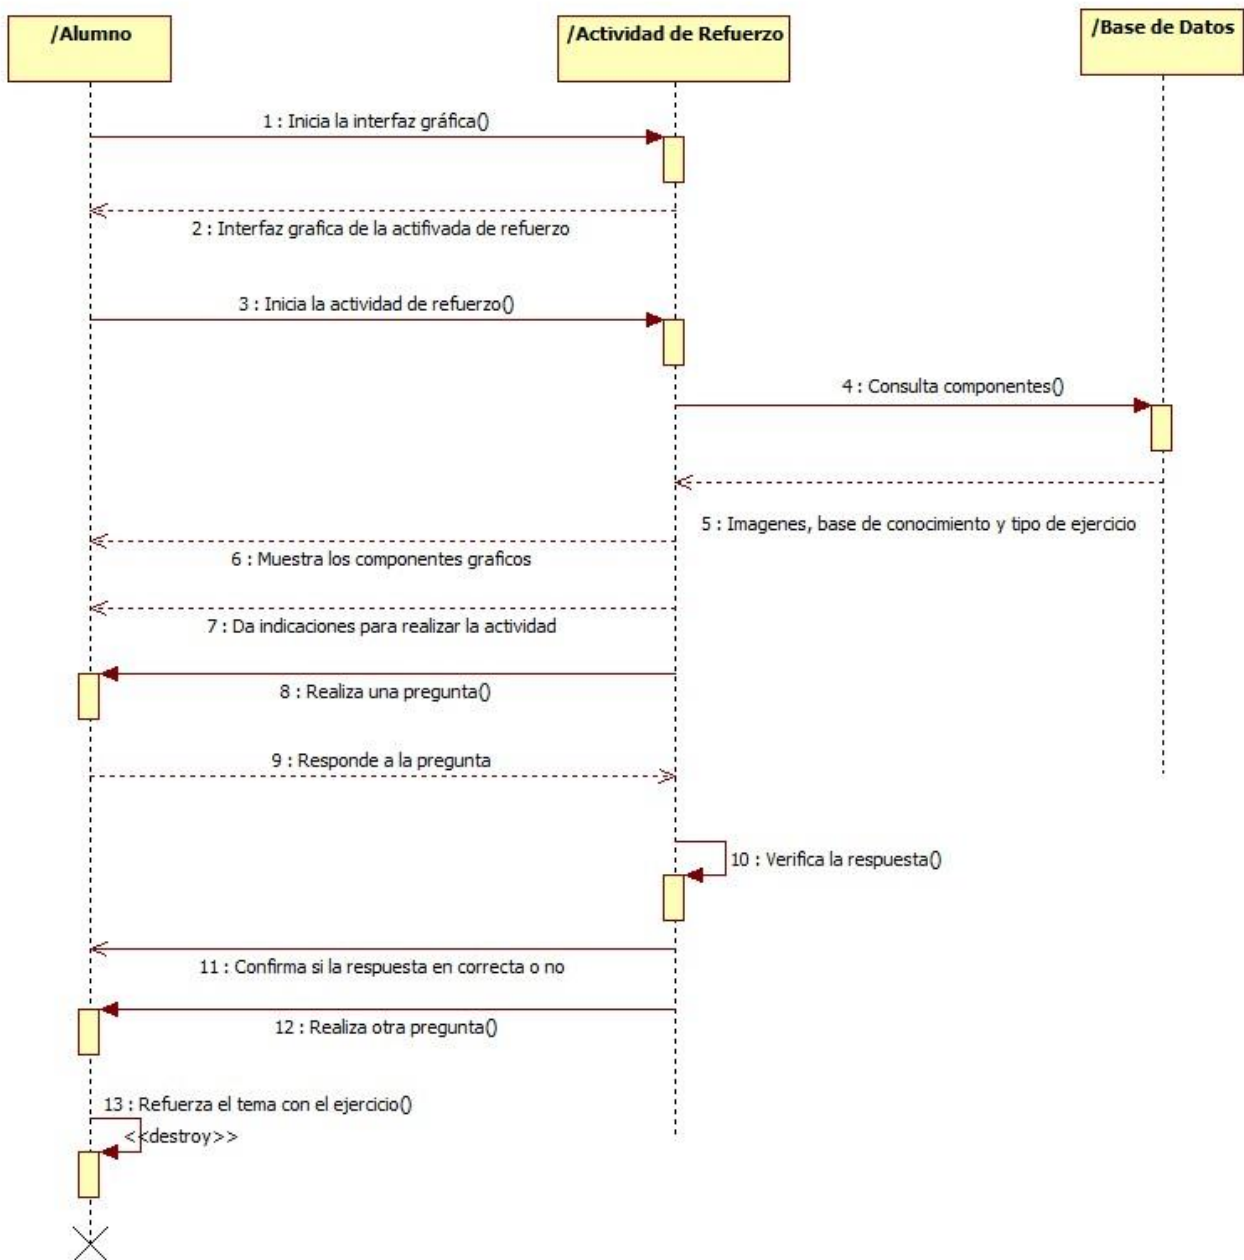 /Alumno
/Actividad de Refuerzo
/Base de Datos
1 : Inicia la interfaz gráfica()
2 : Interfaz grafica de la actifivada de refuerzo
3 : Inicia la actividad de refuerzo()
4 : Consulta componentes()
5 : Imagenes, base de conocimiento y tipo de ejercicio
6 : Muestra los componentes graficos
7 : Da indicaciones para realizar la actividad
8 : Realiza una pregunta()
9 : Responde a la pregunta
10 : Verifica la respuesta()
11 : Confirma si la respuesta en correcta o no
12 : Realiza otra pregunta()
13 : Refuerza el tema con el ejercicio()
<<destroy>>